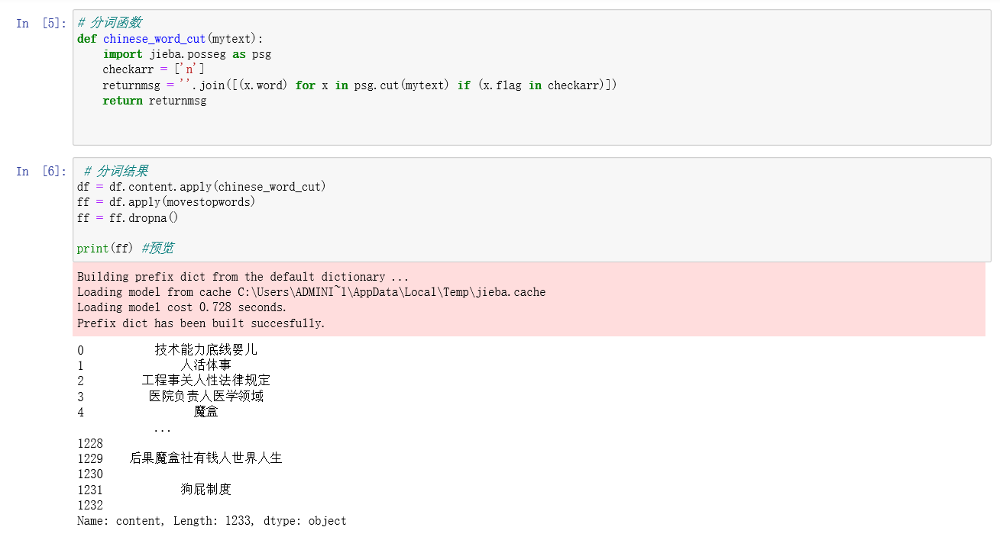 In [5]: # 分词函数
def chinese_word_cut(mytext):
    import jieba.posseg as psg
    checkarr = ['n']
    returnmsg = ''.join([(x.word) for x in psg.cut(mytext) if (x.flag in checkarr)])
    return returnmsg
In [6]: # 分词结果
df = df.content.apply(chinese_word_cut)
ff = df.apply(movestopwords)
ff = ff.dropna()
print(ff) #预览
Building prefix dict from the default dictionary ...
Loading model from cache C:\Users\ADMINI~1\AppData\Local\Temp\jieba.cache
Loading model cost 0.728 seconds.
Prefix dict has been built succesfully.
0 技术能力底线婴儿
1 人活体事
2 工程事关人性法律规定
3 医院负责人医学领域
4 魔盒
...
1228
1229 后果魔盒社有钱人世界人生
1230
1231 狗屁制度
1232
Name: content, Length: 1233, dtype: object